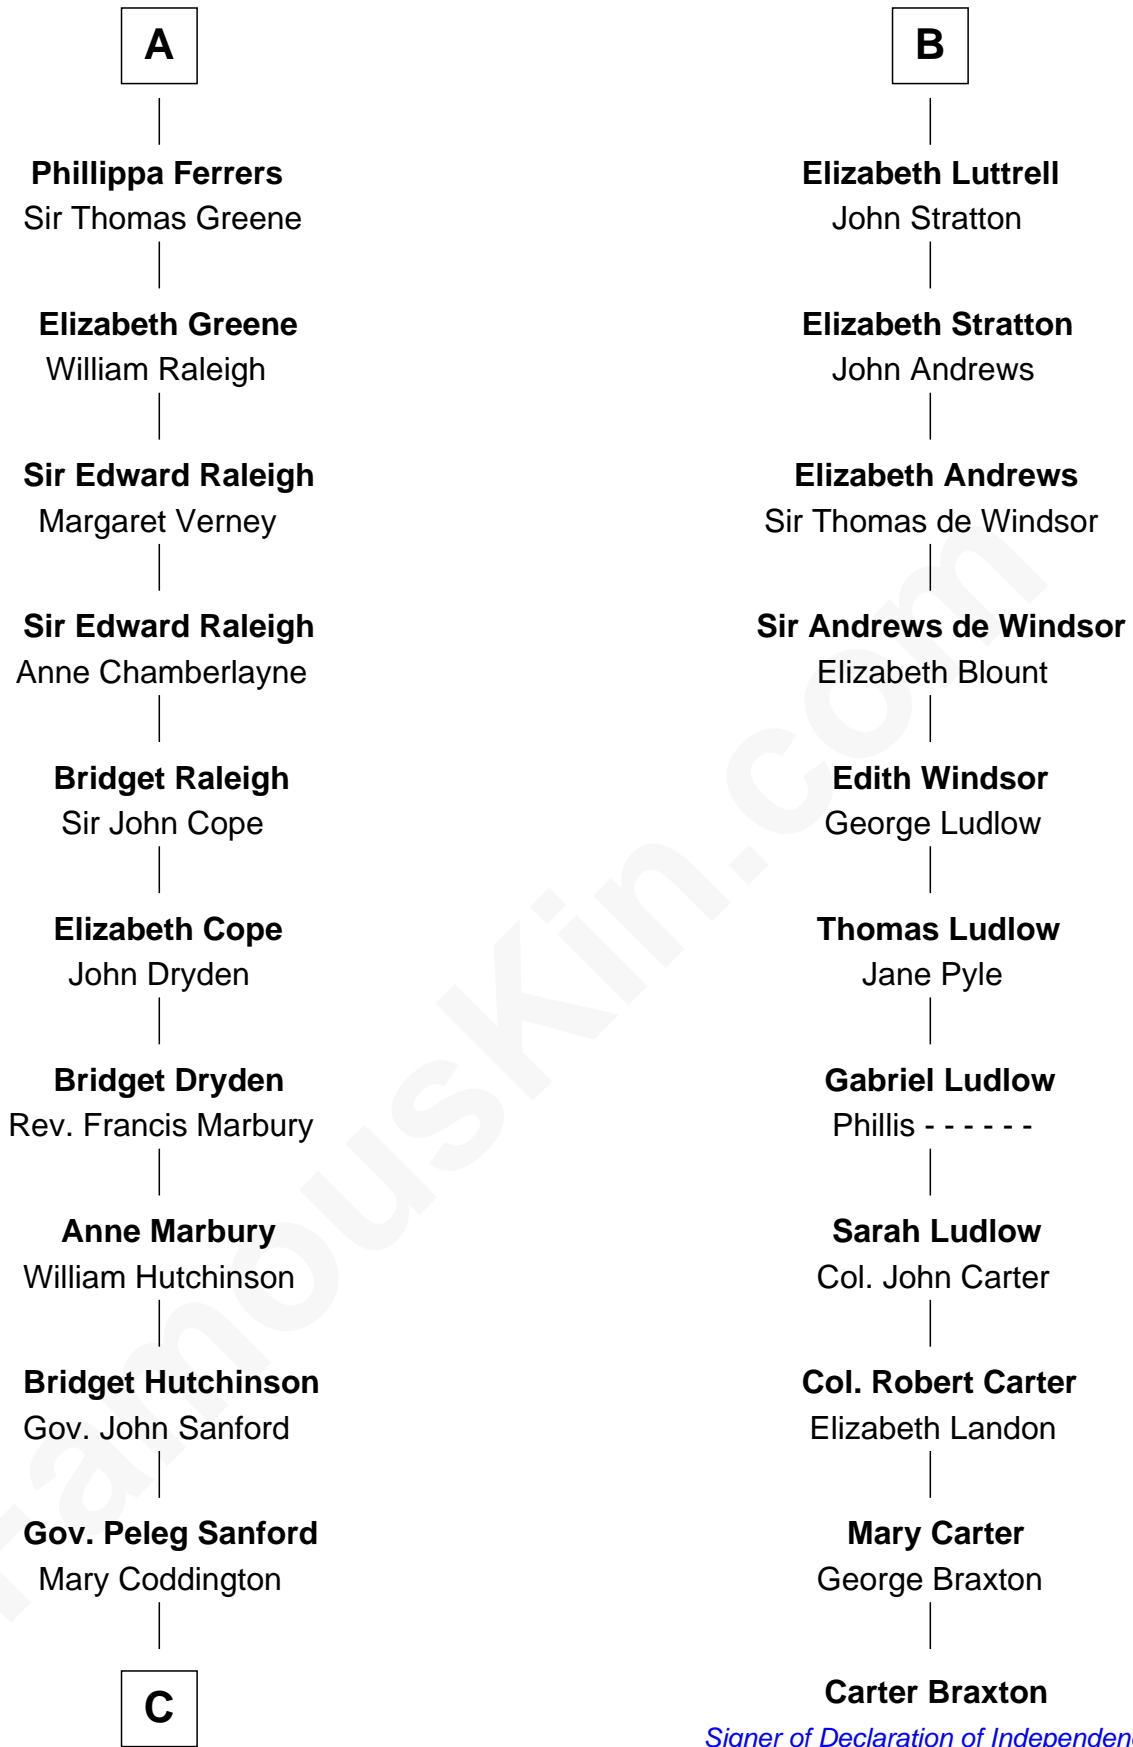 A
Phillippa Ferrers
Sir Thomas Greene
Elizabeth Greene
William Raleigh
Sir Edward Raleigh
Margaret Verney
Sir Edward Raleigh
Anne Chamberlayne
Bridget Raleigh
Sir John Cope
Elizabeth Cope
John Dryden
Bridget Dryden
Rev. Francis Marbury
Anne Marbury
William Hutchinson
Bridget Hutchinson
Gov. John Sanford
Gov. Peleg Sanford
Mary Coddington
C
B
Elizabeth Luttrell
John Stratton
Elizabeth Stratton
John Andrews
Elizabeth Andrews
Sir Thomas de Windsor
Sir Andrews de Windsor
Elizabeth Blount
Edith Windsor
George Ludlow
Thomas Ludlow
Jane Pyle
Gabriel Ludlow
Phillis - - - - - -
Sarah Ludlow
Col. John Carter
Col. Robert Carter
Elizabeth Landon
Mary Carter
George Braxton
Carter Braxton
Signer of Declaration of Independenc
FamousKin.com